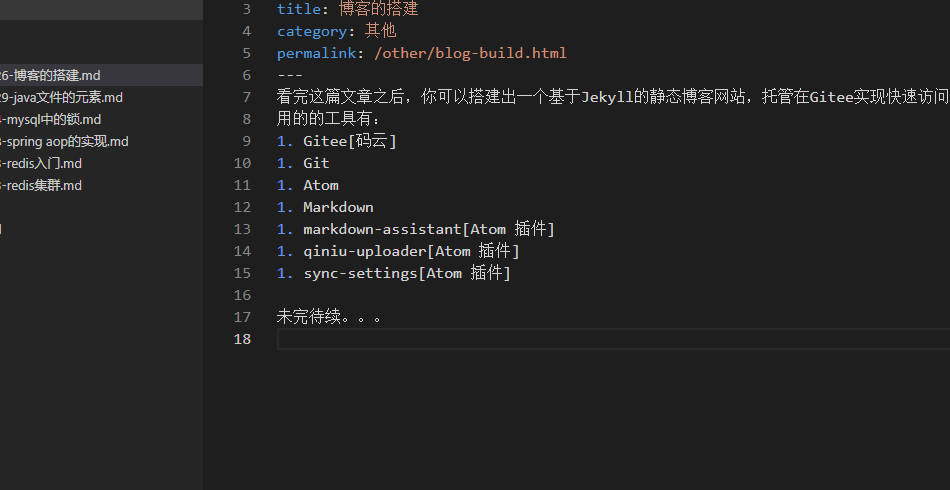 6-博客的搭建.md
9-java文件的元素.md
-mysql中的锁.md
-spring aop的实现.md
-redis入门.md
-redis集群.md
3 title: 博客的搭建
4 category: 其他
5 permalink: /other/blog-build.html
6 ---
7 看完这篇文章之后，你可以搭建出一个基于Jekyll的静态博客网站，托管在Gitee实现快速访问
8 用的的工具有：
9 1. Gitee[码云]
10 1. Git
11 1. Atom
12 1. Markdown
13 1. markdown-assistant[Atom 插件]
14 1. qiniu-uploader[Atom 插件]
15 1. sync-settings[Atom 插件]
16
17 未完待续。。。
18